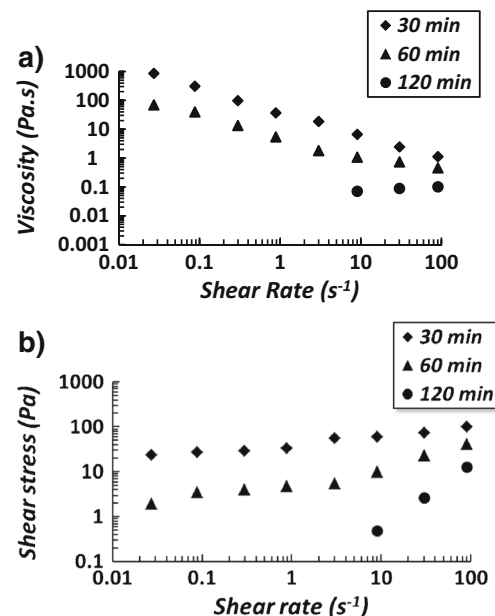 a)
30 min
60 min
120 min
Viscosity (Pa.s)
1000
100
10
1
0.1
0.01
0.001
0.01 0.1 1 10 100
Shear Rate (s-1)
b)
30 min
60 min
120 min
Shear stress (Pa)
1000
100
10
1
0.1
0.01 0.1 1 10 100
Shear rate (s-1)